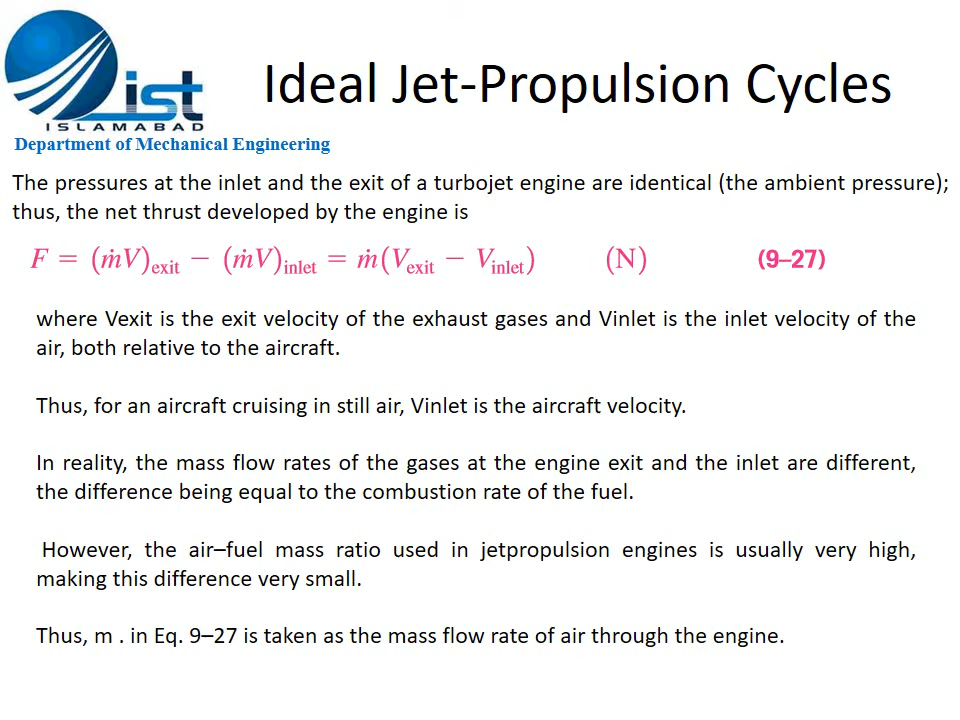 ist
ISLAMABAD
Ideal Jet-Propulsion Cycles
Department of Mechanical Engineering
The pressures at the inlet and the exit of a turbojet engine are identical (the ambient pressure);
thus, the net thrust developed by the engine is
F = (ṁV)exit − (ṁV)inlet = ṁ(Vexit − Vinlet) (N) (9–27)
where Vexit is the exit velocity of the exhaust gases and Vinlet is the inlet velocity of the
air, both relative to the aircraft.
Thus, for an aircraft cruising in still air, Vinlet is the aircraft velocity.
In reality, the mass flow rates of the gases at the engine exit and the inlet are different,
the difference being equal to the combustion rate of the fuel.
However, the air–fuel mass ratio used in jetpropulsion engines is usually very high,
making this difference very small.
Thus, m . in Eq. 9–27 is taken as the mass flow rate of air through the engine.